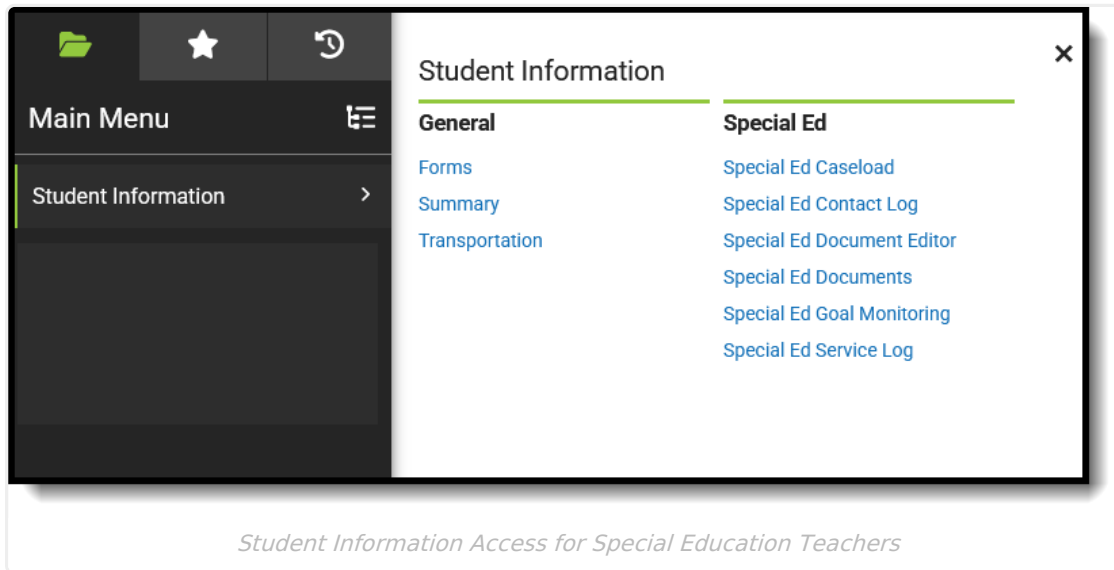 Main Menu
Student Information
Student Information
General
Forms
Summary
Transportation
Special Ed
Special Ed Caseload
Special Ed Contact Log
Special Ed Document Editor
Special Ed Documents
Special Ed Goal Monitoring
Special Ed Service Log
Student Information Access for Special Education Teachers